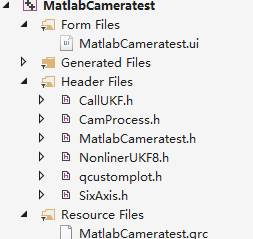 MatlabCameratest
Form Files
MatlabCameratest.ui
Generated Files
Header Files
CallUKF.h
CamProcess.h
MatlabCameratest.h
NonlinerUKF8.h
qcustomplot.h
SixAxis.h
Resource Files
MatlabCameratest.qrc